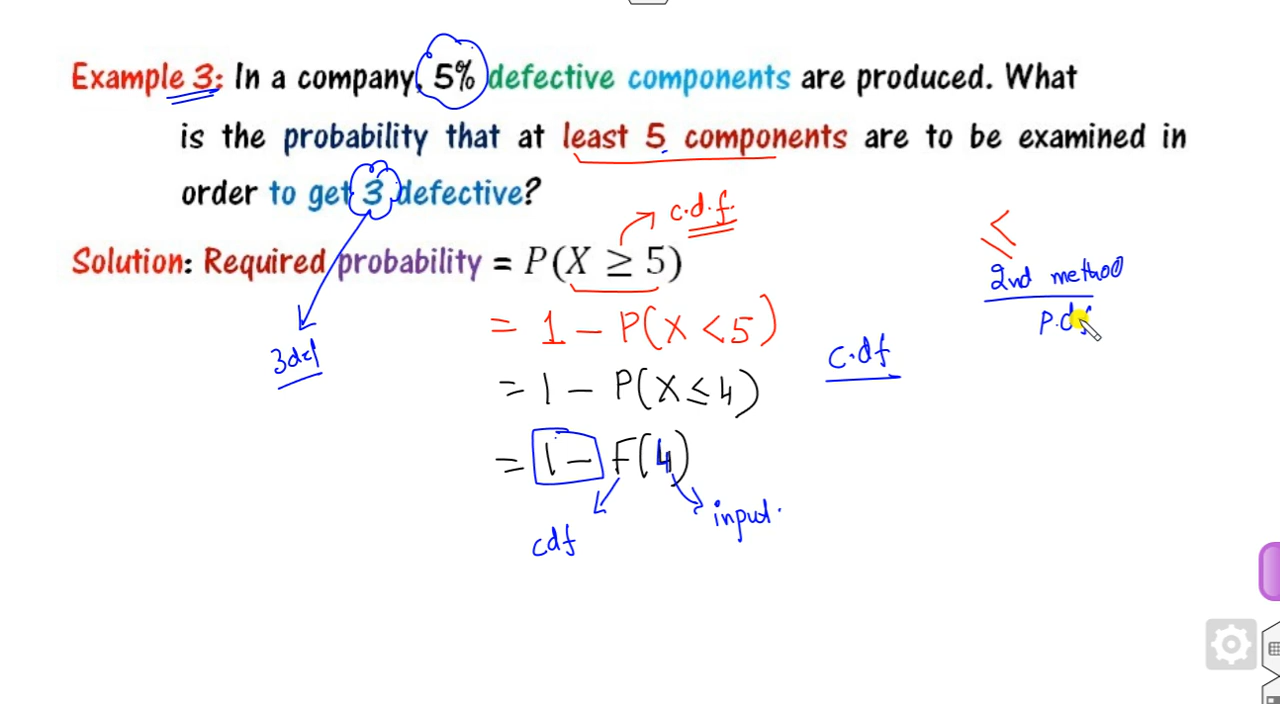 Example 3: In a company, 5% defective components are produced. What
is the probability that at least 5 components are to be examined in
order to get 3 defective?
c.d.f.
Solution: Required probability = P(X ≥ 5)
<
2nd method
p.df
= 1 - P(X < 5)
3def
c.df
= 1 - P(X ≤ 4)
= 1 - F(4)
cdf
input.